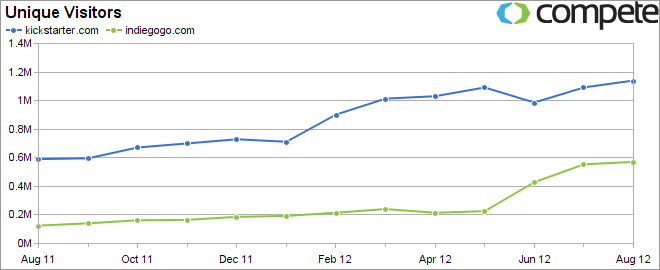 Unique Visitors
compete
kickstarter.com indiegogo.com
1.4M
1.2M
1M
0.8M
0.6M
0.4M
0.2M
0M
Aug 11 Oct 11 Dec 11 Feb 12 Apr 12 Jun 12 Aug 12